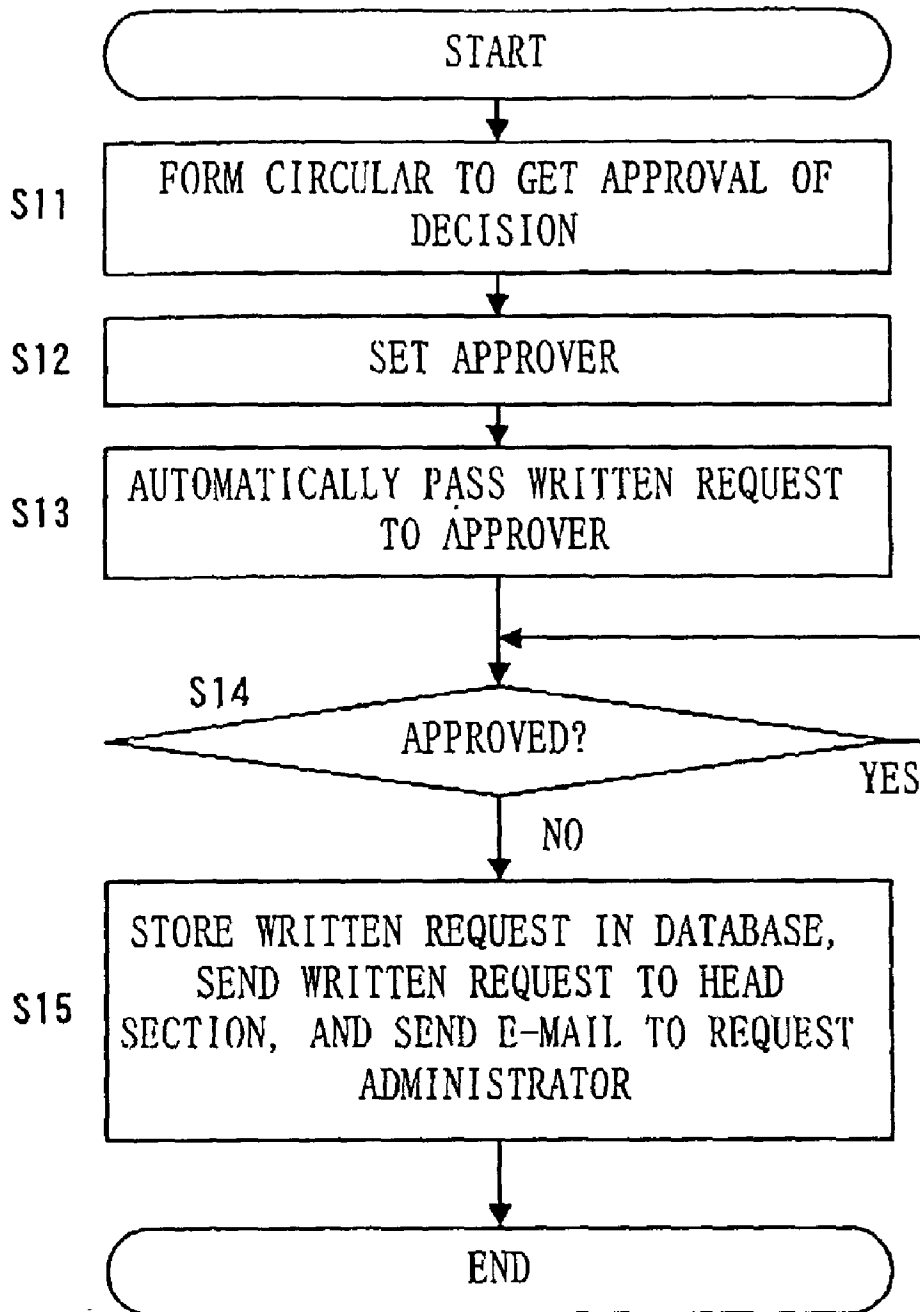 START
S11
FORM CIRCULAR TO GET APPROVAL OF
DECISION
S12
SET APPROVER
S13
AUTOMATICALLY PASS WRITTEN REQUEST
TO APPROVER
S14
APPROVED?
YES
NO
S15
STORE WRITTEN REQUEST IN DATABASE,
SEND WRITTEN REQUEST TO HEAD
SECTION, AND SEND E-MAIL TO REQUEST
ADMINISTRATOR
END